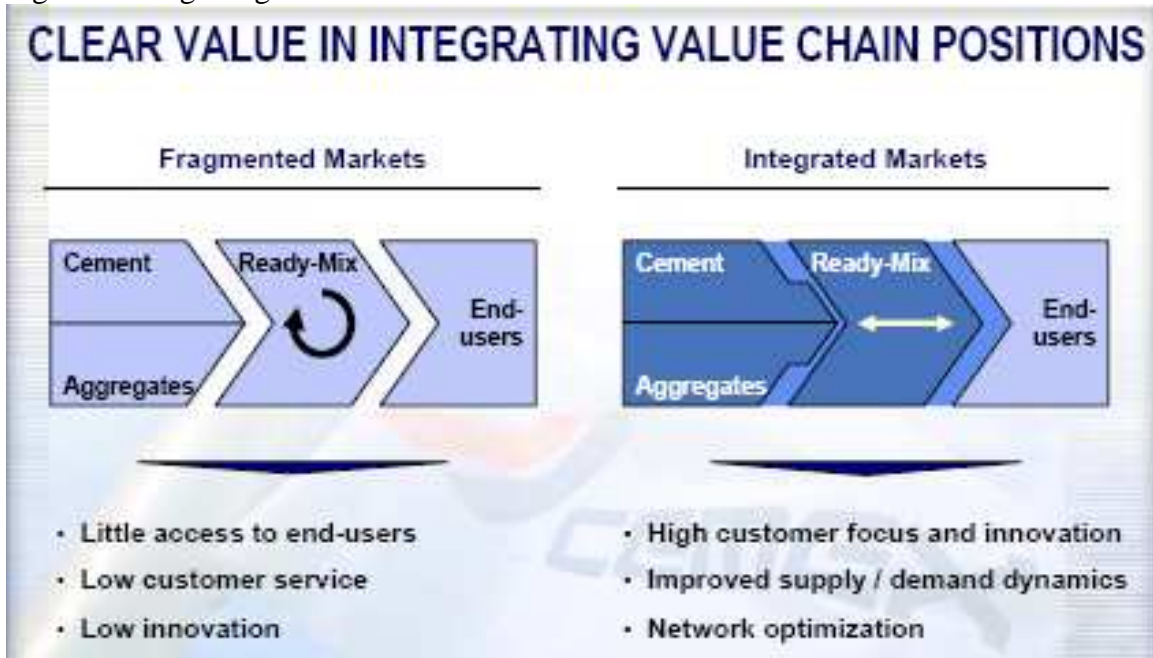 CLEAR VALUE IN INTEGRATING VALUE CHAIN POSITIONS
Fragmented Markets
Cement
Aggregates
Ready-Mix
End-
users
· Little access to end-users
· Low customer service
· Low innovation
Integrated Markets
Cement
Aggregates
Ready-Mix
End-
users
· High customer focus and innovation
· Improved supply / demand dynamics
· Network optimization
CEMEX